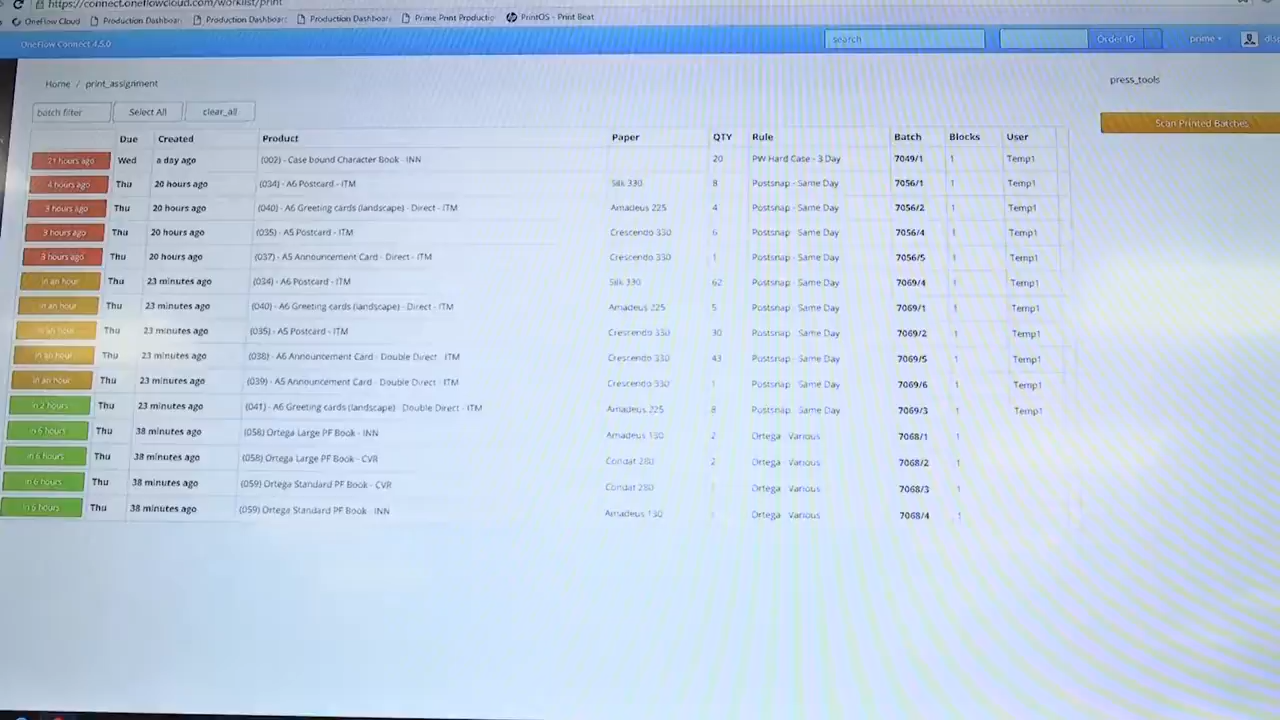 https://connect.oneflowcloud.com/worklist/print
OneFlow Cloud Production Dashboar Production Dashboar Production Dashboar Prime Print Productio PrintOS - Print Beat
OneFlow Connect 4.5.0 search Order ID prime
Home / print_assignment press_tools
batch filter Select All clear_all Scan Printed Batches
Due Created Product Paper QTY Rule Batch Blocks User
21 hours ago Wed a day ago (002) - Case bound Character Book - INN 20 PW Hard Case - 3 Day 7049/1 1 Temp1
4 hours ago Thu 20 hours ago (034) - A6 Postcard - ITM Silk 330 8 Postsnap - Same Day 7056/1 1 Temp1
3 hours ago Thu 20 hours ago (040) - A6 Greeting cards (landscape) - Direct - ITM Amadeus 225 4 Postsnap - Same Day 7056/2 1 Temp1
3 hours ago Thu 20 hours ago (035) - A5 Postcard - ITM Crescendo 330 6 Postsnap - Same Day 7056/4 1 Temp1
3 hours ago Thu 20 hours ago (037) - A5 Announcement Card - Direct - ITM Crescendo 330 1 Postsnap - Same Day 7056/5 1 Temp1
in an hour Thu 23 minutes ago (034) - A6 Postcard - ITM Silk 330 62 Postsnap - Same Day 7069/4 1 Temp1
in an hour Thu 23 minutes ago (040) - A6 Greeting cards (landscape) - Direct - ITM Amadeus 225 5 Postsnap - Same Day 7069/1 1 Temp1
in an hour Thu 23 minutes ago (035) - A5 Postcard - ITM Crescendo 330 30 Postsnap - Same Day 7069/2 1 Temp1
in an hour Thu 23 minutes ago (038) - A6 Announcement Card - Double Direct - ITM Crescendo 330 43 Postsnap - Same Day 7069/5 1 Temp1
in an hour Thu 23 minutes ago (039) - A5 Announcement Card - Double Direct - ITM Crescendo 330 1 Postsnap - Same Day 7069/6 1 Temp1
in 2 hours Thu 23 minutes ago (041) - A6 Greeting cards (landscape) - Double Direct - ITM Amadeus 225 8 Postsnap - Same Day 7069/3 1 Temp1
in 6 hours Thu 38 minutes ago (058) Ortega Large PF Book - INN Amadeus 130 2 Ortega - Various 7068/1 1
in 6 hours Thu 38 minutes ago (058) Ortega Large PF Book - CVR Condat 280 2 Ortega - Various 7068/2 1
in 6 hours Thu 38 minutes ago (059) Ortega Standard PF Book - CVR Condat 280 Ortega - Various 7068/3 1
in 6 hours Thu 38 minutes ago (059) Ortega Standard PF Book - INN Amadeus 130 Ortega - Various 7068/4 1